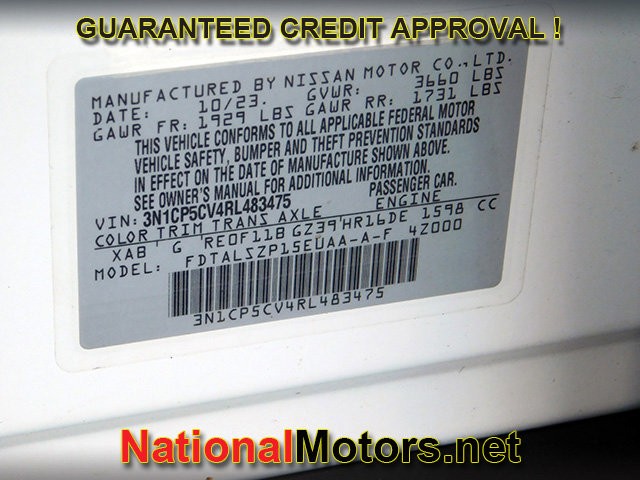 GUARANTEED CREDIT APPROVAL !
MANUFACTURED BY NISSAN MOTOR CO.,LTD.
DATE: 10/23. GVWR: 3660 LBS
GAWR FR: 1929 LBS GAWR RR: 1731 LBS
THIS VEHICLE CONFORMS TO ALL APPLICABLE FEDERAL MOTOR
VEHICLE SAFETY, BUMPER AND THEFT PREVENTION STANDARDS
IN EFFECT ON THE DATE OF MANUFACTURE SHOWN ABOVE.
SEE OWNER'S MANUAL FOR ADDITIONAL INFORMATION.
VIN: 3N1CP5CV4RL483475 PASSENGER CAR.
COLOR TRIM TRANS AXLE ENGINE
XAB G RE0F11B GZ39 HR16DE 1598 CC
MODEL: FDTALSZP15EUAA-A-F 4Z000
3N1CP5CV4RL483475
NationalMotors.net